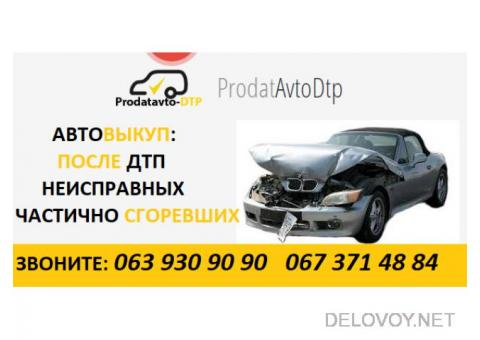 Prodatavto-DTP
ProdatAvtoDtp
АВТОВЫКУП:
ПОСЛЕ ДТП
НЕИСПРАВНЫХ
ЧАСТИЧНО СГОРЕВШИХ
ЗВОНИТЕ: 063 930 90 90 067 371 48 84
DELOVOY.NET